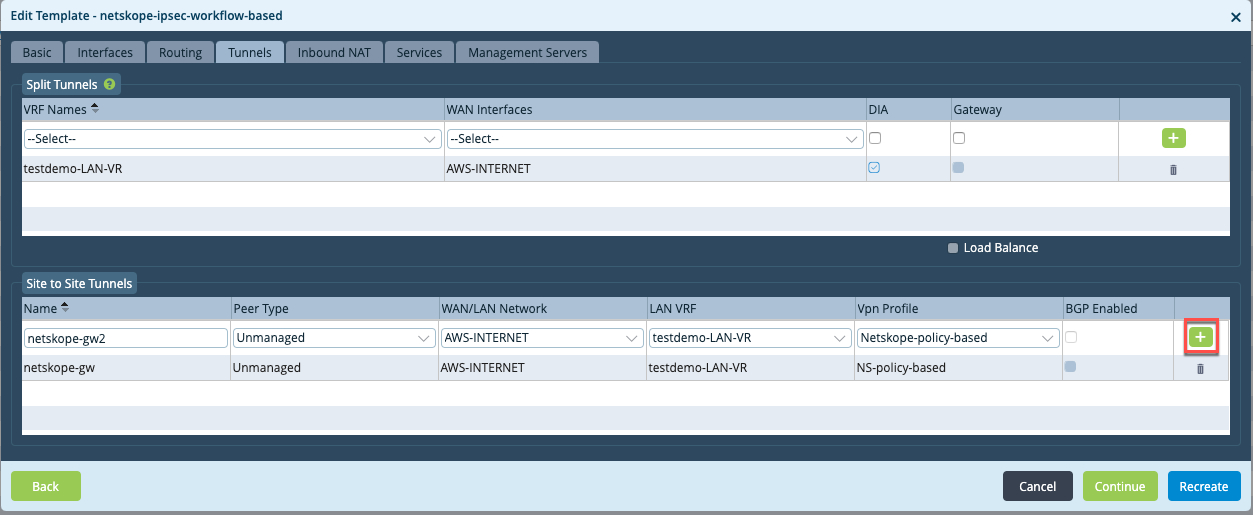 Edit Template - netskope-ipsec-workflow-based
Basic Interfaces Routing Tunnels Inbound NAT Services Management Servers
Split Tunnels ?
VRF Names WAN Interfaces DIA Gateway
--Select-- --Select--
testdemo-LAN-VR AWS-INTERNET
Load Balance
Site to Site Tunnels
Name Peer Type WAN/LAN Network LAN VRF Vpn Profile BGP Enabled
netskope-gw2 Unmanaged AWS-INTERNET testdemo-LAN-VR Netskope-policy-based
netskope-gw Unmanaged AWS-INTERNET testdemo-LAN-VR NS-policy-based
Back Cancel Continue Recreate